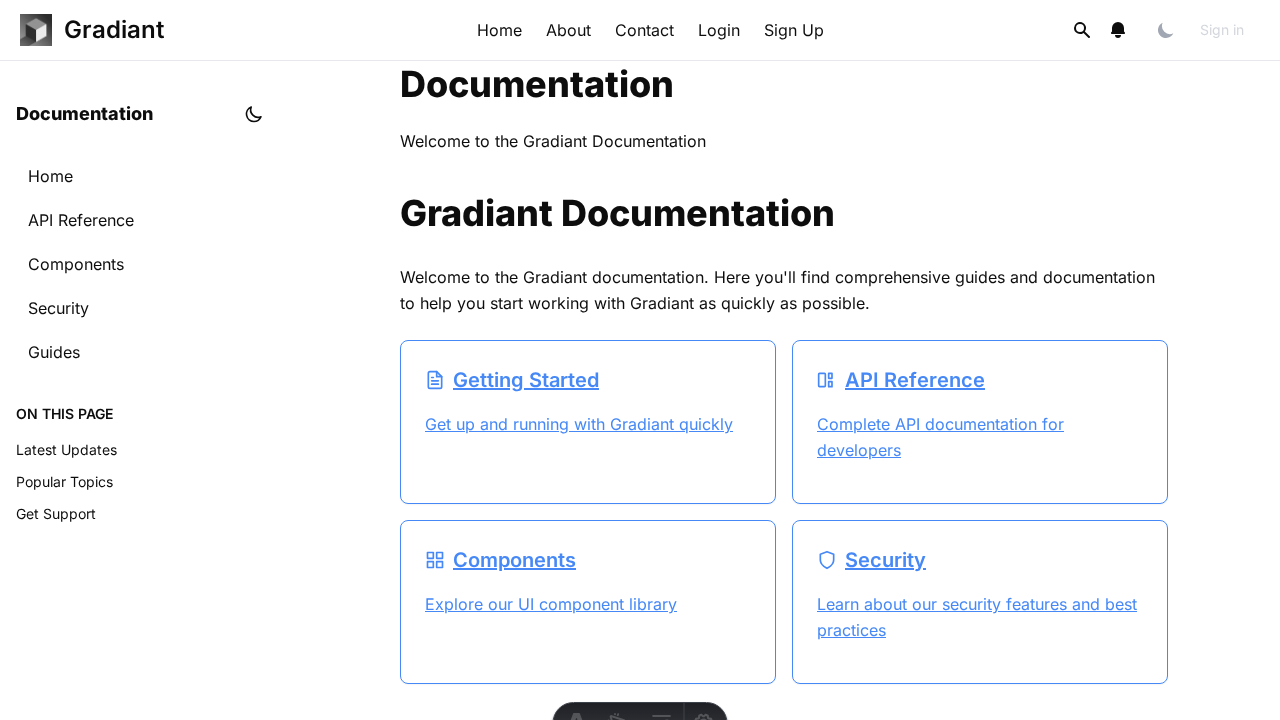 Gradiant
Home About Contact Login Sign Up
Sign in
Documentation
Home
API Reference
Components
Security
Guides
ON THIS PAGE
Latest Updates
Popular Topics
Get Support
Documentation
Welcome to the Gradiant Documentation
Gradiant Documentation
Welcome to the Gradiant documentation. Here you'll find comprehensive guides and documentation
to help you start working with Gradiant as quickly as possible.
Getting Started
Get up and running with Gradiant quickly
API Reference
Complete API documentation for
developers
Components
Explore our UI component library
Security
Learn about our security features and best
practices